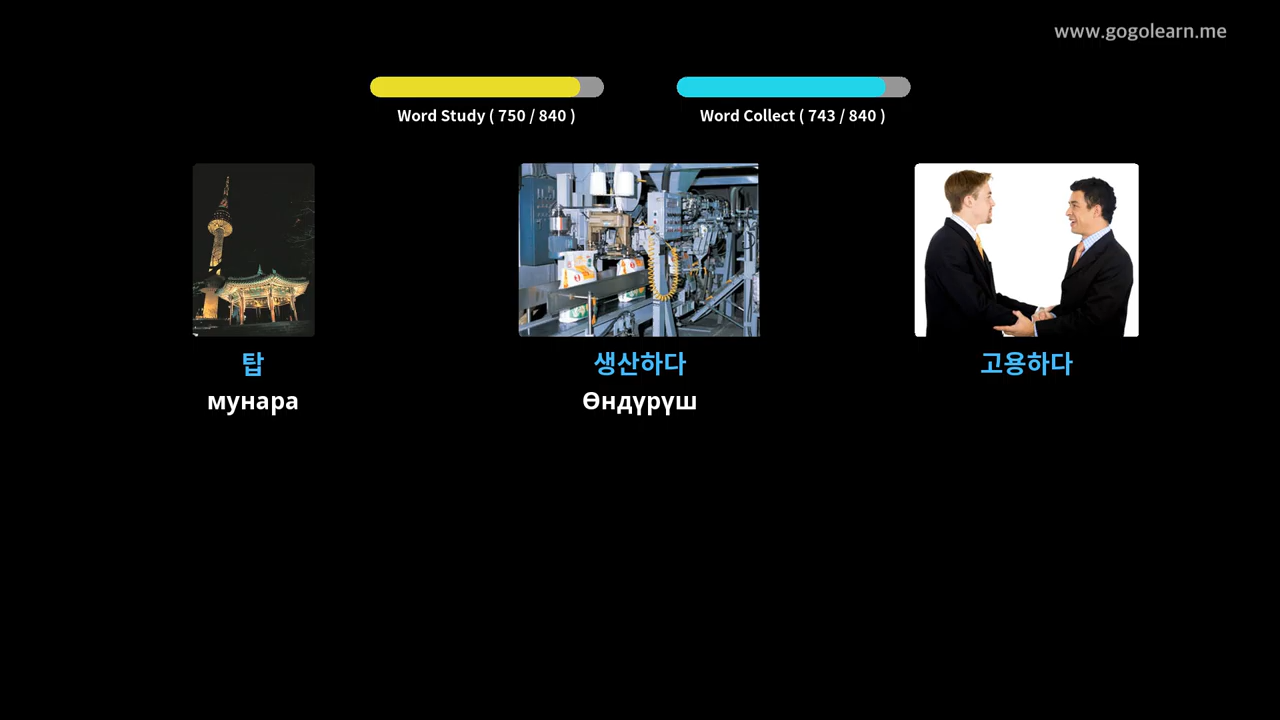 www.gogolearn.me
Word Study ( 750 / 840 )
Word Collect ( 743 / 840 )
탑
생산하다
고용하다
мунара
Өндүрүш